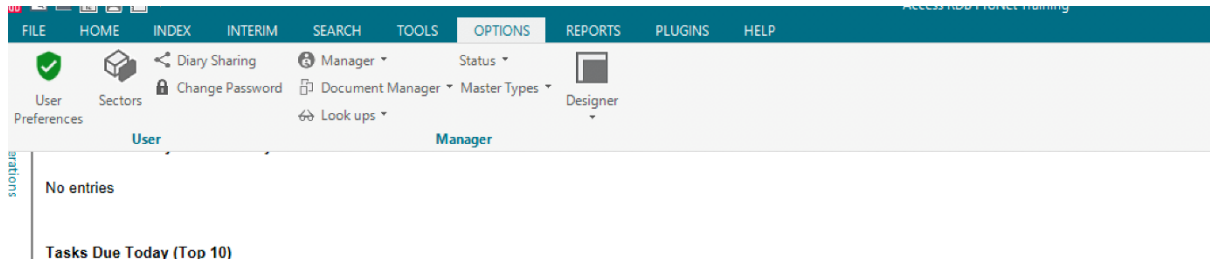 FILE HOME INDEX INTERIM SEARCH TOOLS OPTIONS REPORTS PLUGINS HELP
User Preferences
Sectors
Diary Sharing
Change Password
User
Manager
Document Manager
Look ups
Status
Master Types
Manager
Designer
erations
No entries
Tasks Due Today (Top 10)